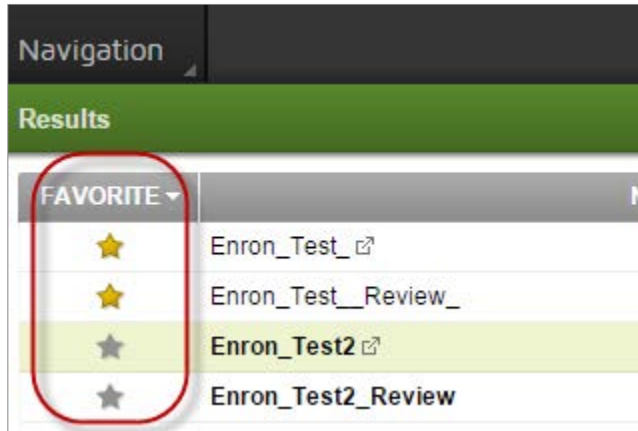 Navigation
Results
FAVORITE N
Enron_Test_
Enron_Test__Review_
Enron_Test2
Enron_Test2_Review